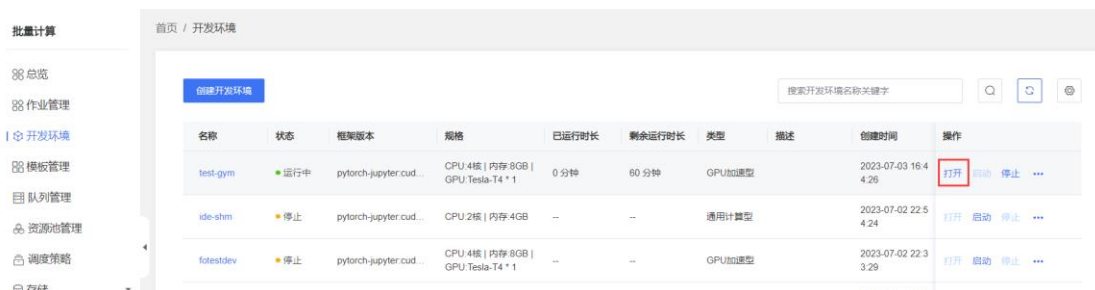 批量计算
首页 / 开发环境
总览
作业管理
开发环境
模板管理
队列管理
资源池管理
调度策略
存储
创建开发环境
搜索开发环境名称关键字
名称 状态 框架版本 规格 已运行时长 剩余运行时长 类型 描述 创建时间 操作
test-gym 运行中 pytorch-jupyter:cud... CPU:4核 | 内存:8GB | GPU:Tesla-T4 * 1 0 分钟 60 分钟 GPU加速型 2023-07-03 16:44:26 打开 启动 停止 •••
ide-shm 停止 pytorch-jupyter:cud... CPU:2核 | 内存:4GB -- -- 通用计算型 2023-07-02 22:54:24 打开 启动 停止 •••
fotestdev 停止 pytorch-jupyter:cud... CPU:4核 | 内存:8GB | GPU:Tesla-T4 * 1 -- -- GPU加速型 2023-07-02 22:33:29 打开 启动 停止 •••